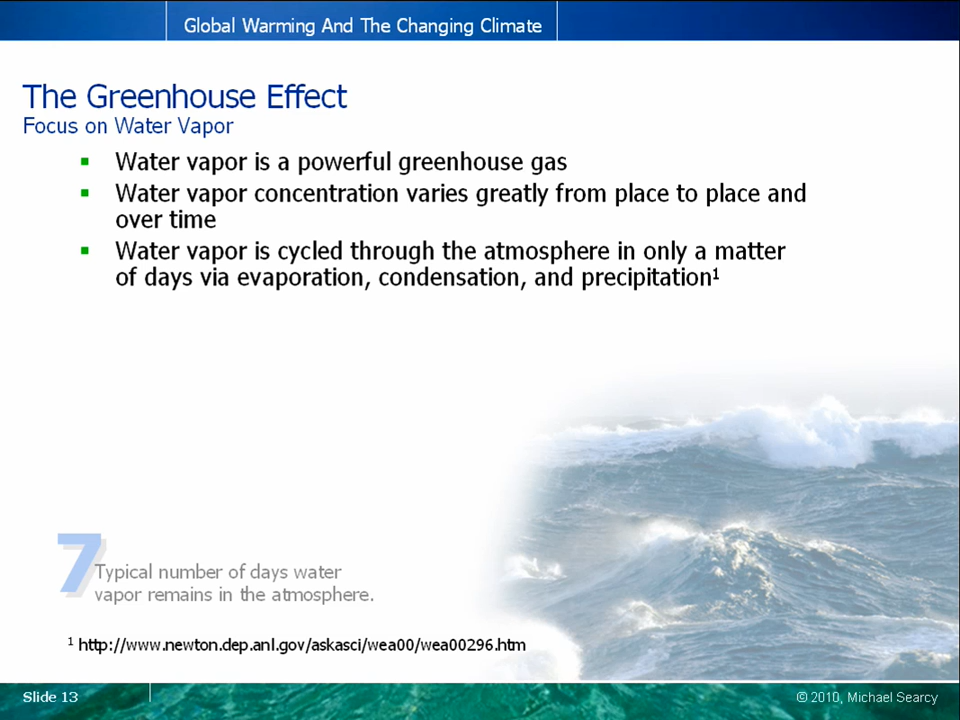 Global Warming And The Changing Climate
The Greenhouse Effect
Focus on Water Vapor
▪ Water vapor is a powerful greenhouse gas
▪ Water vapor concentration varies greatly from place to place and
over time
▪ Water vapor is cycled through the atmosphere in only a matter
of days via evaporation, condensation, and precipitation¹
7
Typical number of days water
vapor remains in the atmosphere.
¹ http://www.newton.dep.anl.gov/askasci/wea00/wea00296.htm
Slide 13
© 2010, Michael Searcy